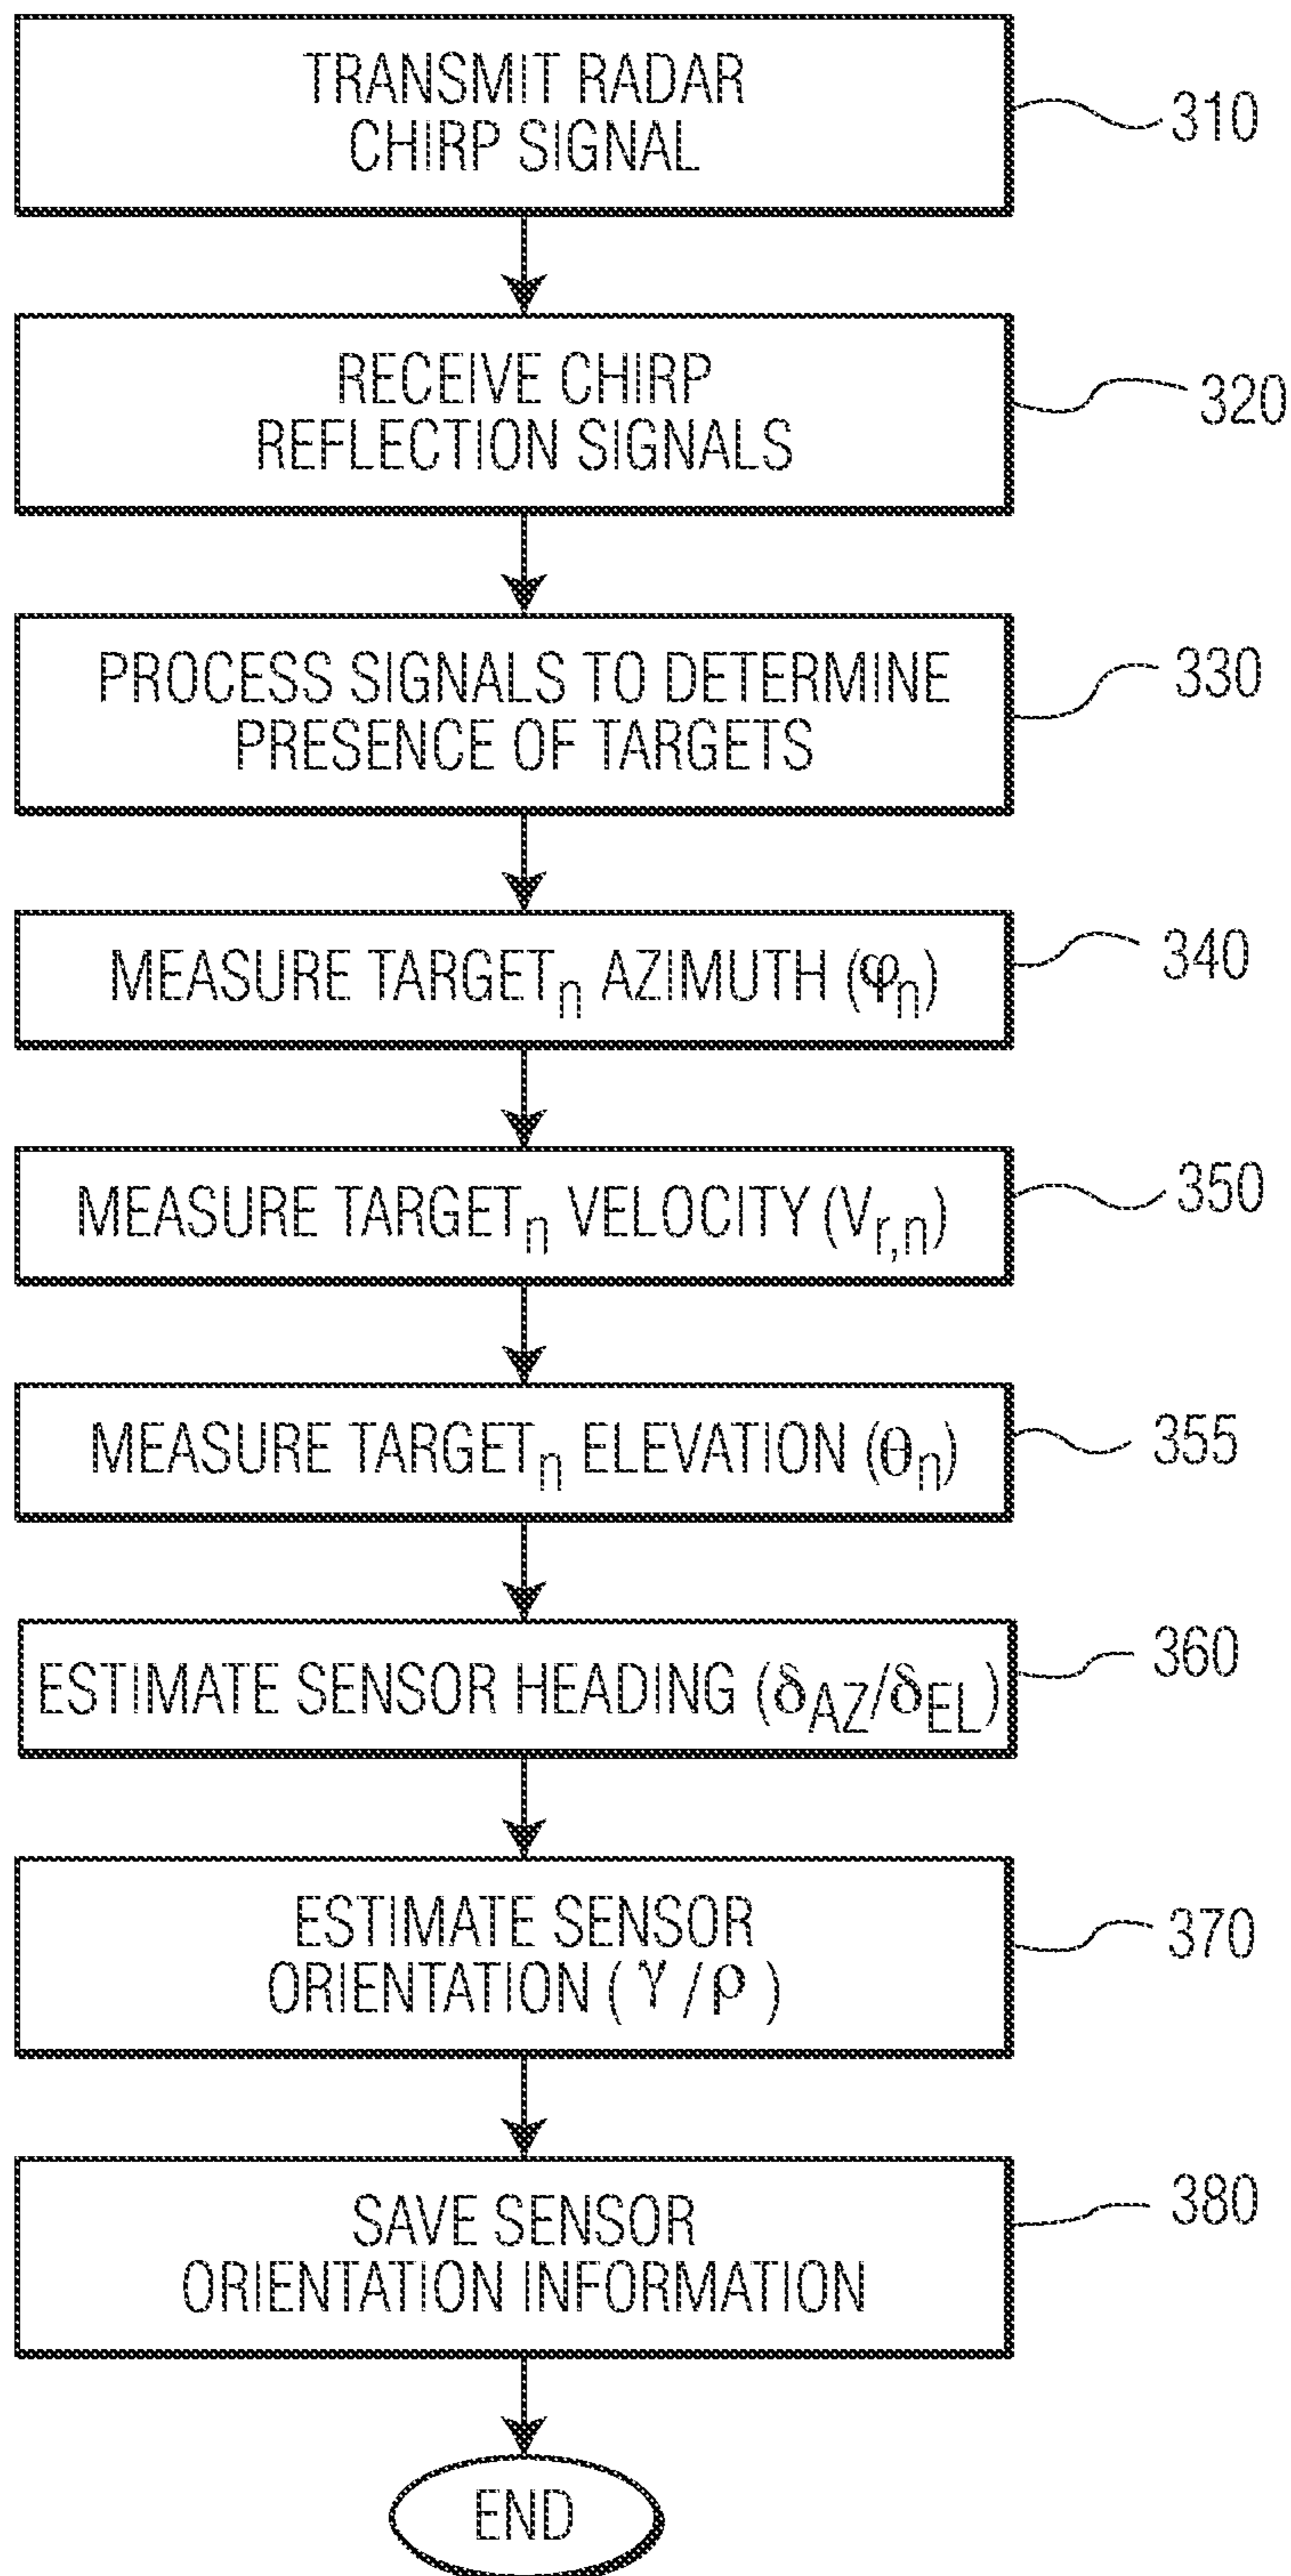 TRANSMIT RADAR
CHIRP SIGNAL
310
RECEIVE CHIRP
REFLECTION SIGNALS
320
PROCESS SIGNALS TO DETERMINE
PRESENCE OF TARGETS
330
MEASURE TARGETn AZIMUTH (φn)
340
MEASURE TARGETn VELOCITY (Vr,n)
350
MEASURE TARGETn ELEVATION (θn)
355
ESTIMATE SENSOR HEADING (δAZ/δEL)
360
ESTIMATE SENSOR
ORIENTATION ( γ / ρ )
370
SAVE SENSOR
ORIENTATION INFORMATION
380
END